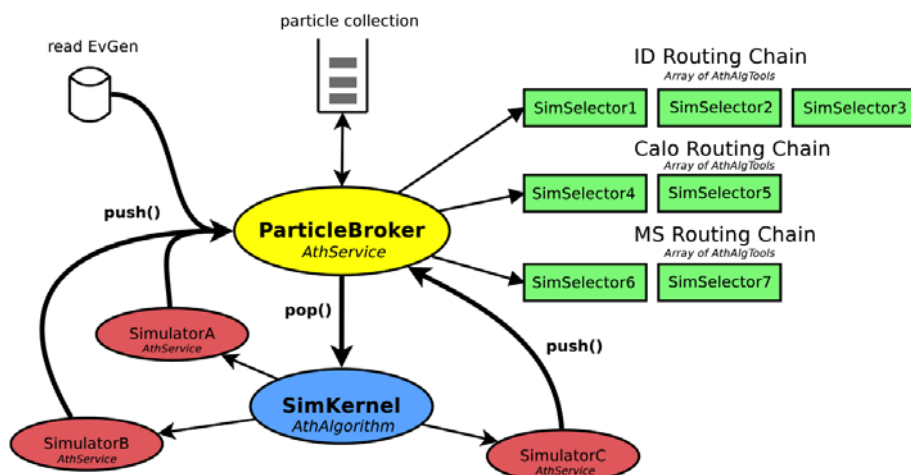 particle collection
read EvGen
ID Routing Chain
Array of AthAlgTools
SimSelector1
SimSelector2
SimSelector3
Calo Routing Chain
Array of AthAlgTools
SimSelector4
SimSelector5
push()
ParticleBroker
AthService
MS Routing Chain
Array of AthAlgTools
SimSelector6
SimSelector7
pop()
SimulatorA
AthService
push()
SimKernel
AthAlgorithm
SimulatorB
AthService
SimulatorC
AthService